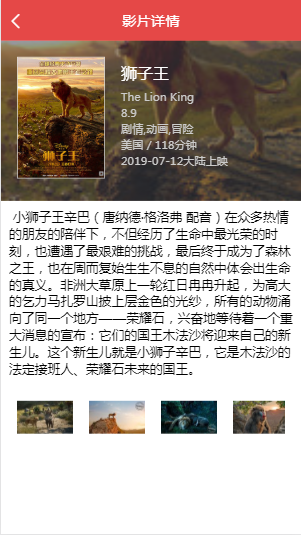 影片详情
狮子王
The Lion King
8.9
剧情,动画,冒险
美国 / 118分钟
2019-07-12大陆上映
狮子王
小狮子王辛巴（唐纳德·格洛弗 配音）在众多热情
的朋友的陪伴下，不但经历了生命中最光荣的时
刻，也遭遇了最艰难的挑战，最后终于成为了森林
之王，也在周而复始生生不息的自然中体会出生命
的真义。非洲大草原上一轮红日冉冉升起，为高大
的乞力马扎罗山披上层金色的光纱，所有的动物涌
向了同一个地方——荣耀石，兴奋地等待着一个重
大消息的宣布：它们的国王木法沙将迎来自己的新
生儿。这个新生儿就是小狮子辛巴，它是木法沙的
法定接班人、荣耀石未来的国王。